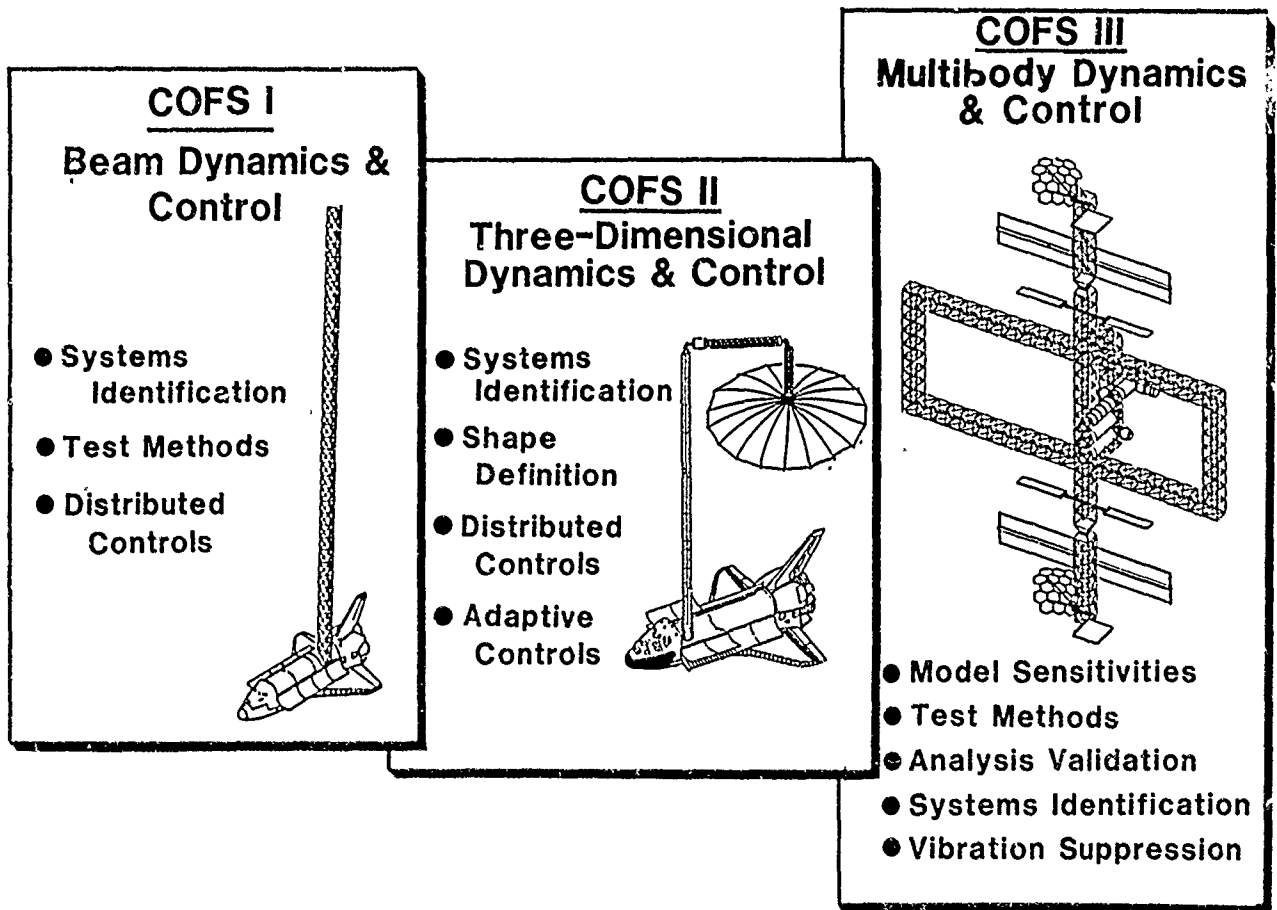 COFS I
Beam Dynamics &
Control
● Systems
Identification
● Test Methods
● Distributed
Controls
COFS II
Three-Dimensional
Dynamics & Control
● Systems
Identification
● Shape
Definition
● Distributed
Controls
● Adaptive
Controls
COFS III
Multibody Dynamics
& Control
● Model Sensitivities
● Test Methods
● Analysis Validation
● Systems Identification
● Vibration Suppression